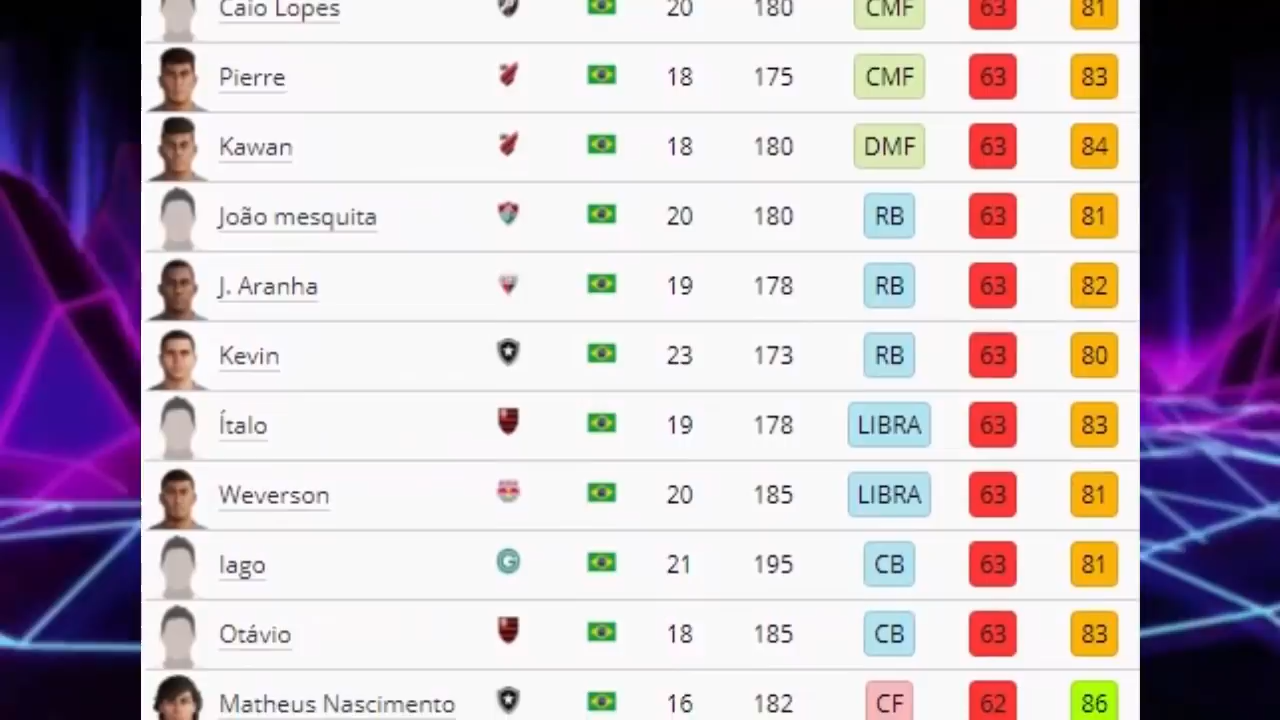 Caio Lopes 20 180 CMF 63 81
Pierre 18 175 CMF 63 83
Kawan 18 180 DMF 63 84
João mesquita 20 180 RB 63 81
J. Aranha 19 178 RB 63 82
Kevin 23 173 RB 63 80
Ítalo 19 178 LIBRA 63 83
Weverson 20 185 LIBRA 63 81
Iago G 21 195 CB 63 81
Otávio 18 185 CB 63 83
Matheus Nascimento 16 182 CF 62 86